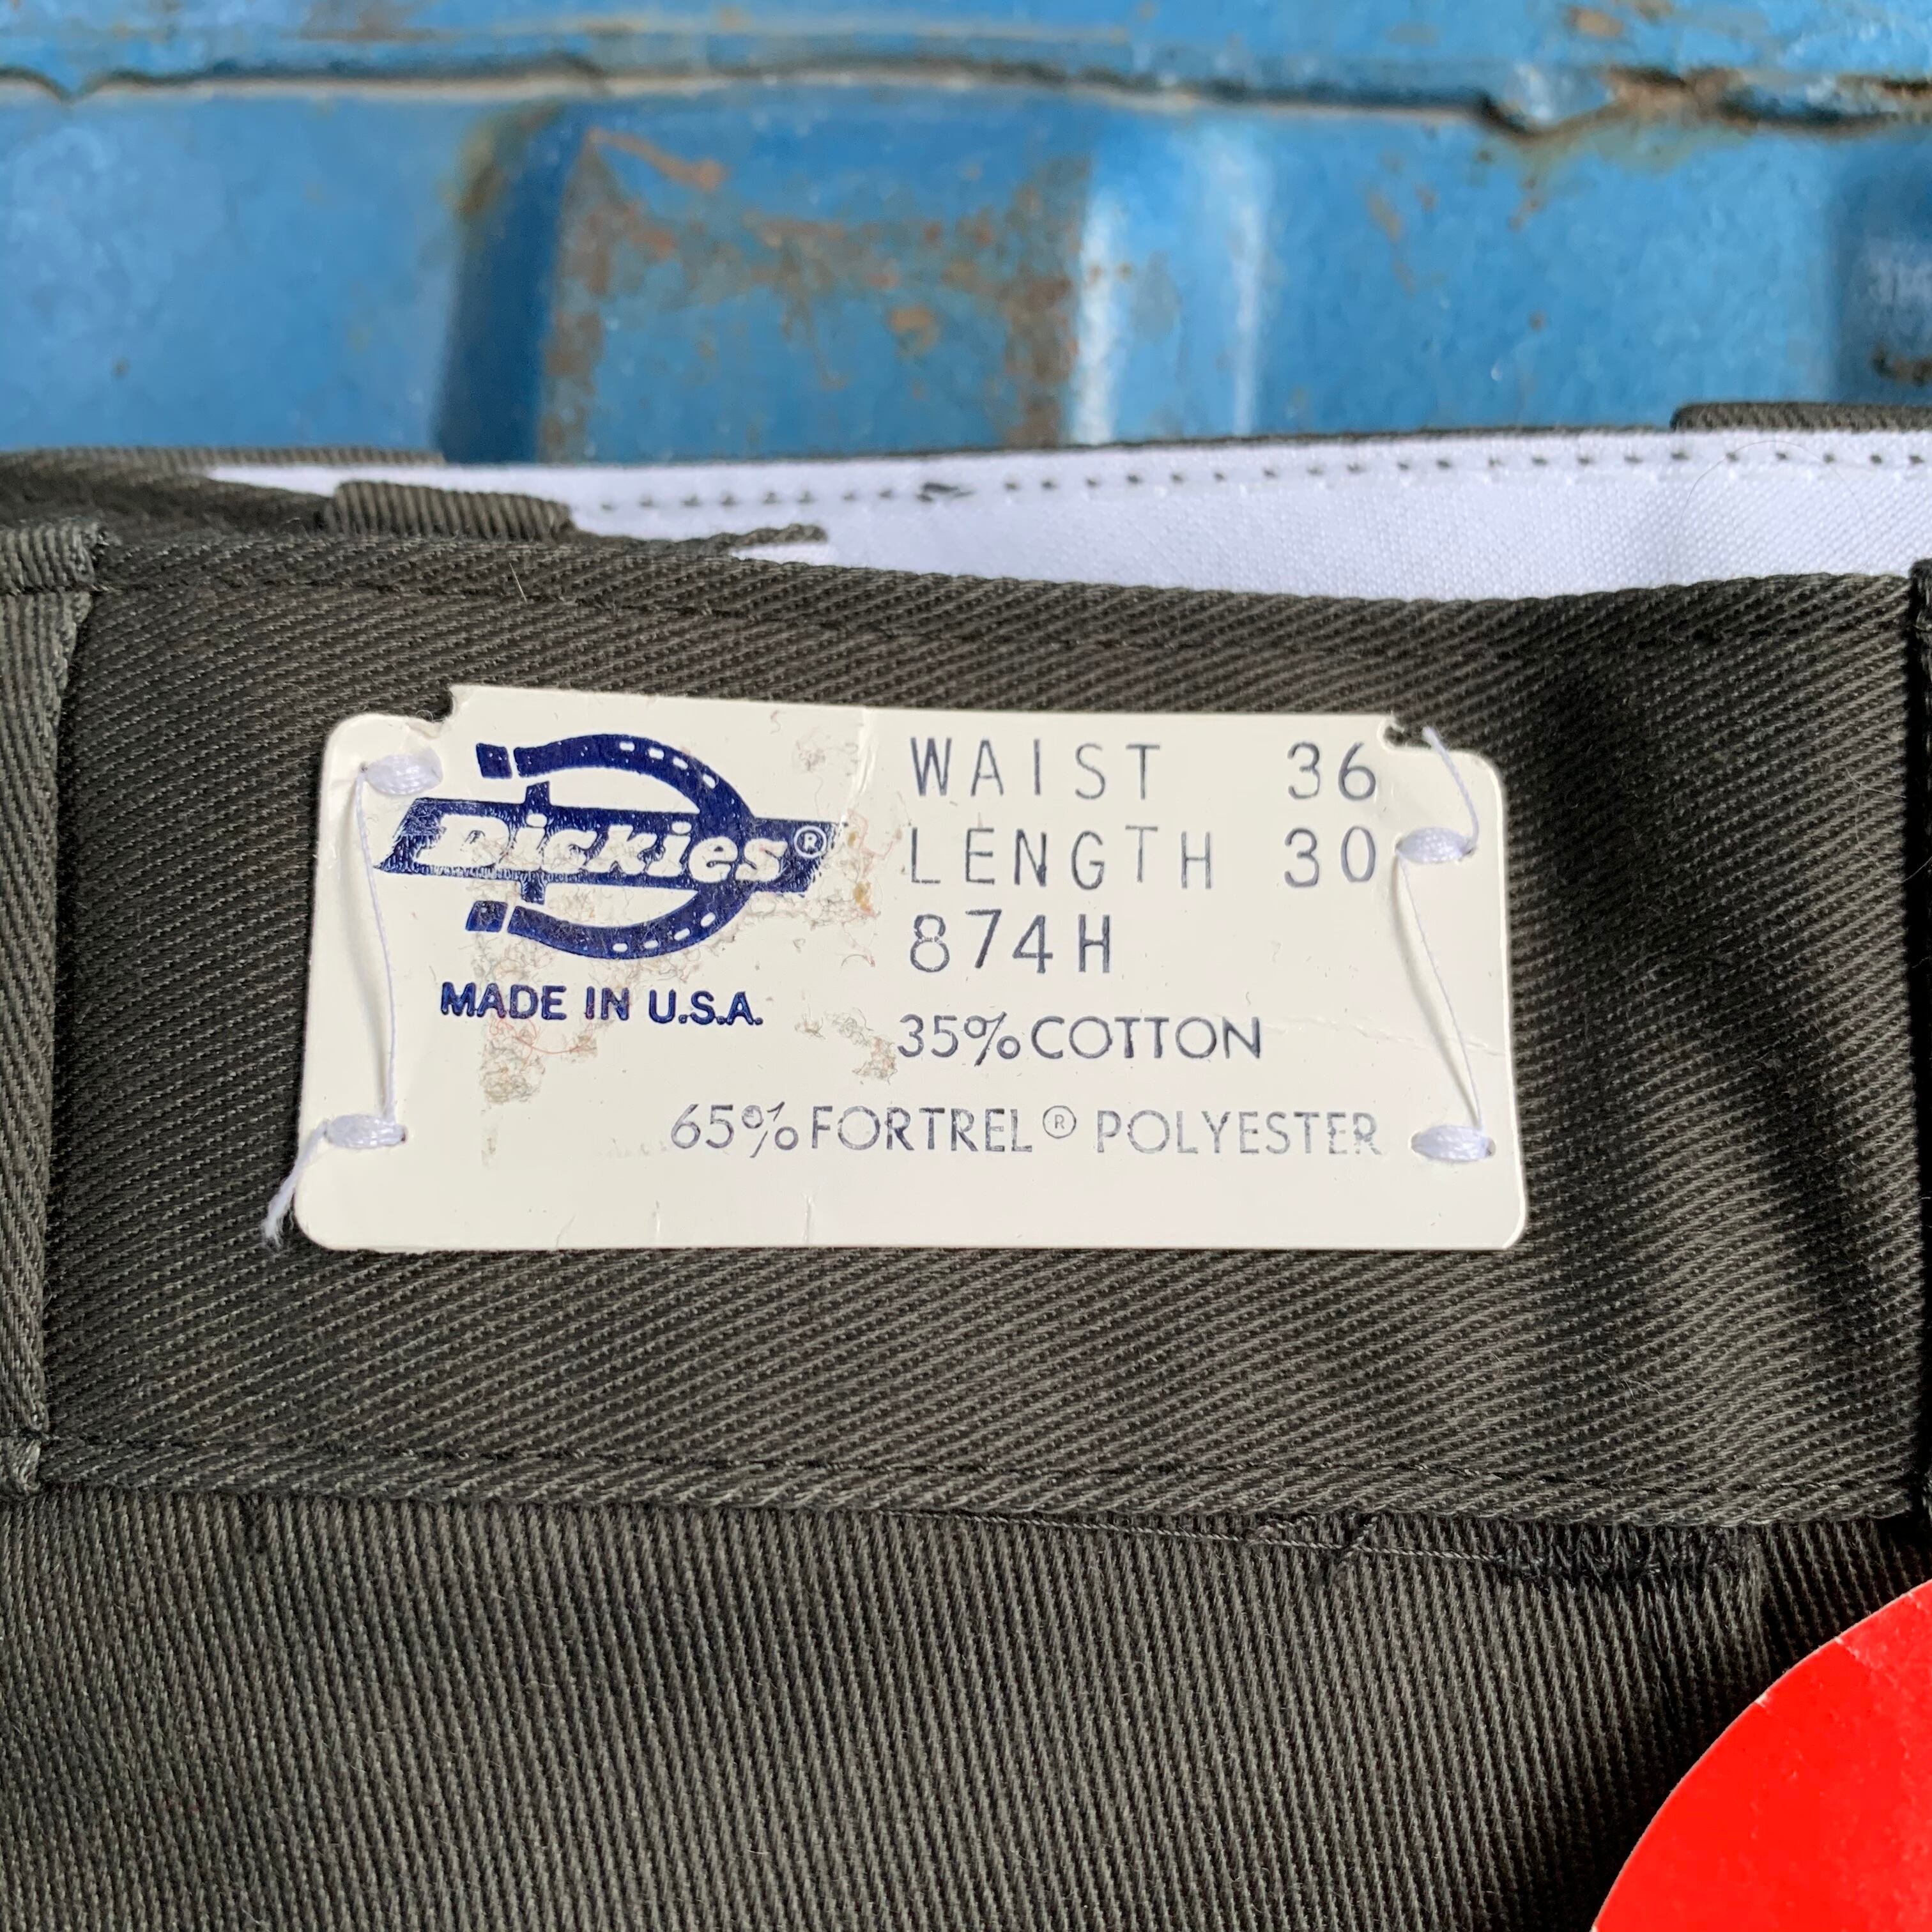 Dickies®
MADE IN U.S.A.
WAIST 36
LENGTH 30
874H
35% COTTON
65% FORTREL® POLYESTER